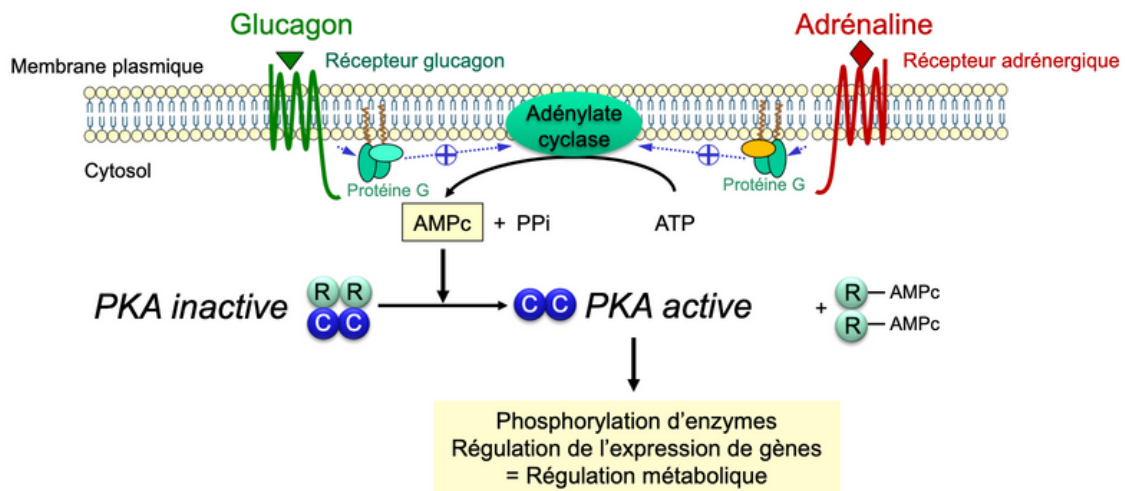 Glucagon
Adrénaline
Membrane plasmique
Récepteur glucagon
Récepteur adrénergique
Adénylate
cyclase
Cytosol
Protéine G
Protéine G
AMPc + PPi
ATP
PKA inactive
R R
C C
C C
PKA active
+
R AMPc
R AMPc
Phosphorylation d'enzymes
Régulation de l'expression de gènes
= Régulation métabolique